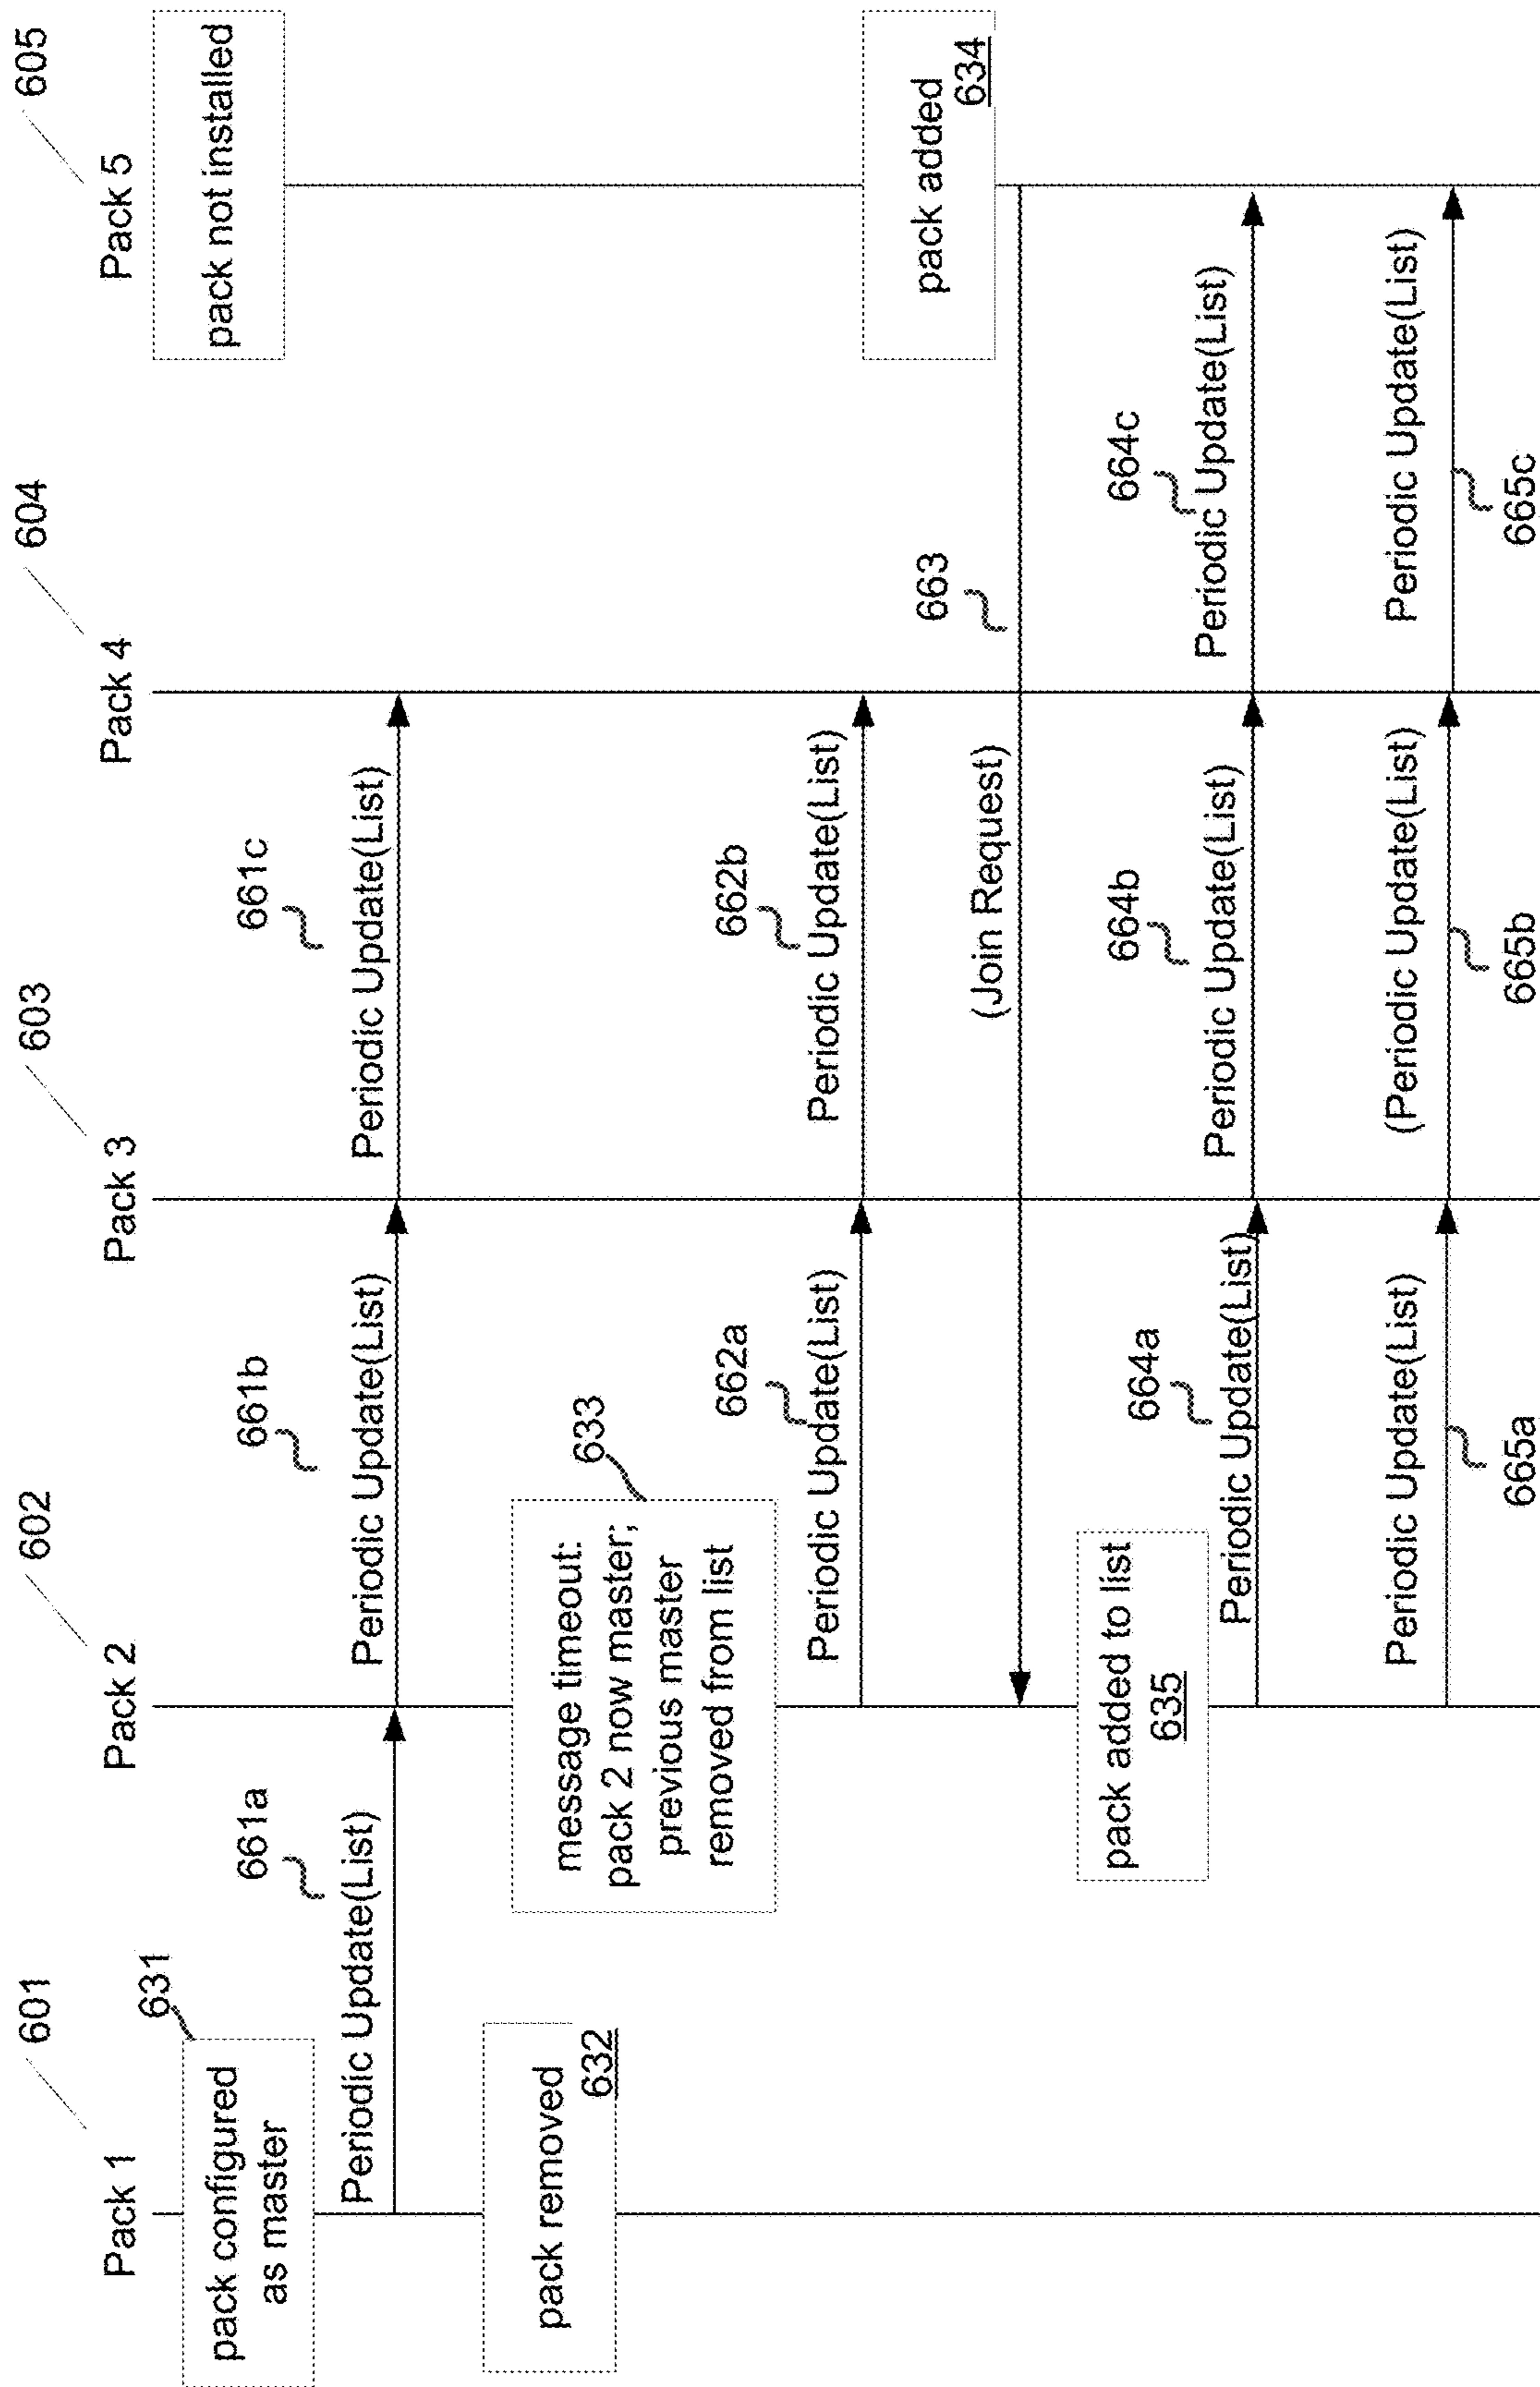 601
602
603
604
605
Pack 1
Pack 2
Pack 3
Pack 4
Pack 5
pack configured
as master
631
pack not installed
661a
661b
661c
Periodic Update(List)
Periodic Update(List)
Periodic Update(List)
pack removed
632
message timeout:
pack 2 now master;
previous master
removed from list
633
662a
662b
Periodic Update(List)
Periodic Update(List)
pack added
634
663
(Join Request)
pack added to list
635
664a
664b
664c
Periodic Update(List)
Periodic Update(List)
Periodic Update(List)
Periodic Update(List)
(Periodic Update(List)
Periodic Update(List)
665a
665b
665c